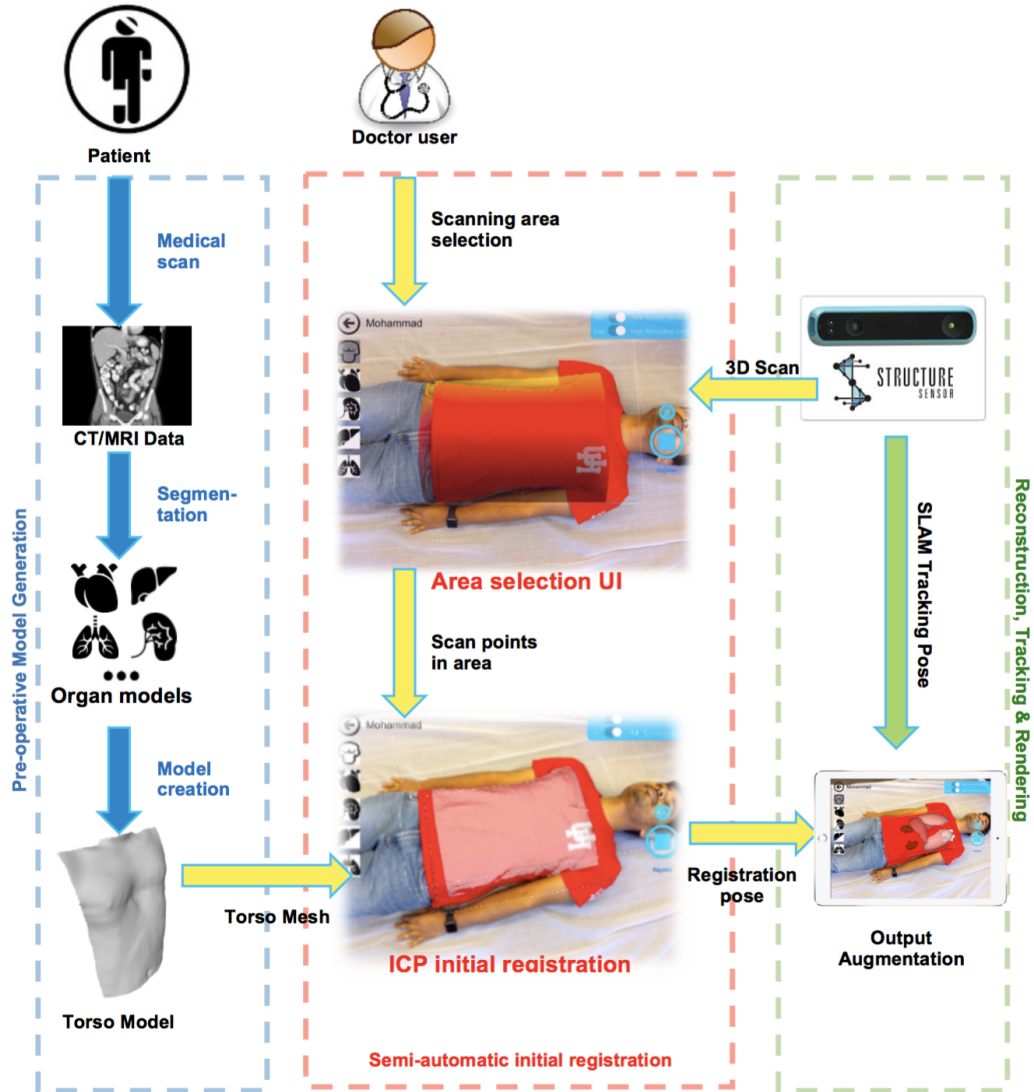 Patient
Doctor user
Medical
scan
Scanning area
selection
Mohammad
3D Scan
STRUCTURE
SENSOR
CT/MRI Data
Segmen-
tation
Area selection UI
Pre-operative Model Generation
SLAM Tracking Pose
Reconstruction, Tracking & Rendering
Scan points
in area
Organ models
Mohammad
Model
creation
Torso Mesh
Registration
pose
ICP initial registration
Output
Augmentation
Torso Model
Semi-automatic initial registration